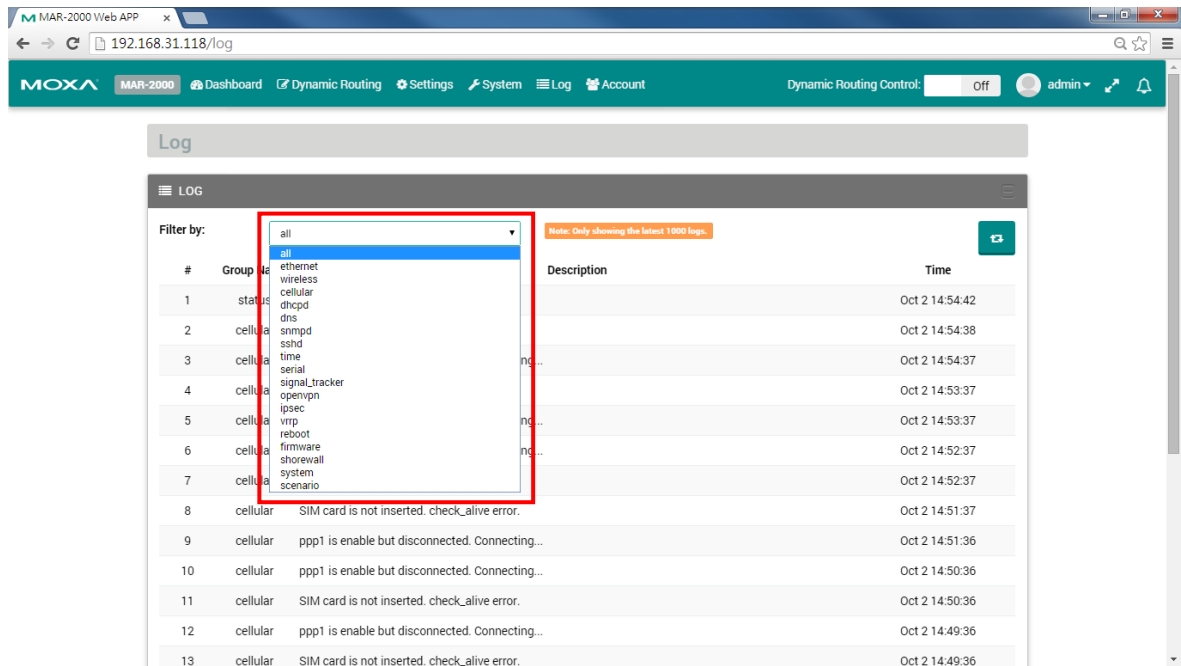 MAR-2000 Web APP
192.168.31.118/log
MOXA MAR-2000 Dashboard Dynamic Routing Settings System Log Account Dynamic Routing Control: Off admin
Log
LOG
Filter by: all Note: Only showing the latest 1000 logs.
all
ethernet
wireless
cellular
dhcpd
dns
snmpd
sshd
time
serial
signal_tracker
openvpn
ipsec
vrrp
reboot
firmware
shorewall
system
scenario
# Group Description Time
1 Oct 2 14:54:42
2 Oct 2 14:54:38
3 Oct 2 14:54:37
4 Oct 2 14:53:37
5 Oct 2 14:53:37
6 Oct 2 14:52:37
7 Oct 2 14:52:37
8 cellular SIM card is not inserted. check_alive error. Oct 2 14:51:37
9 cellular ppp1 is enable but disconnected. Connecting... Oct 2 14:51:36
10 cellular ppp1 is enable but disconnected. Connecting... Oct 2 14:50:36
11 cellular SIM card is not inserted. check_alive error. Oct 2 14:50:36
12 cellular ppp1 is enable but disconnected. Connecting... Oct 2 14:49:36
13 cellular SIM card is not inserted. check_alive error. Oct 2 14:49:36